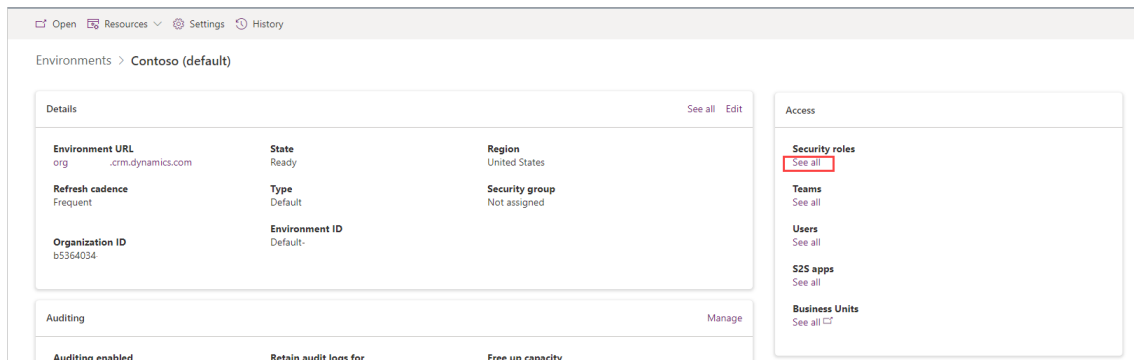 Open Resources Settings History
Environments > Contoso (default)
Details See all Edit
Environment URL State Region
org .crm.dynamics.com Ready United States
Refresh cadence Type Security group
Frequent Default Not assigned
Environment ID
Organization ID Default-
b5364034
Auditing Manage
Auditing enabled Retain audit logs for Free up capacity
Access
Security roles
See all
Teams
See all
Users
See all
S2S apps
See all
Business Units
See all